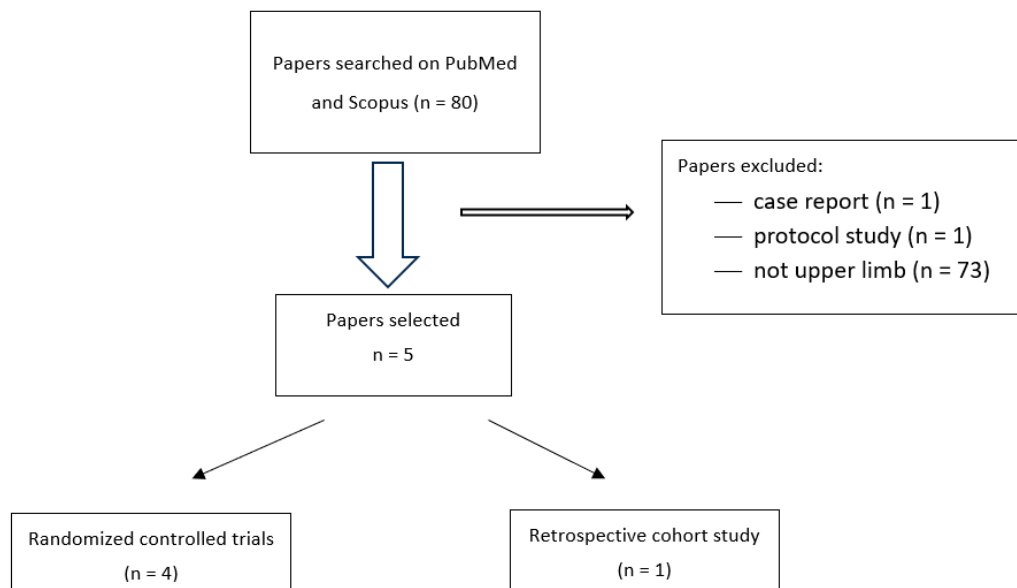 Papers searched on PubMed
and Scopus (n = 80)
Papers excluded:
— case report (n = 1)
— protocol study (n = 1)
— not upper limb (n = 73)
Papers selected
n = 5
Randomized controlled trials
(n = 4)
Retrospective cohort study
(n = 1)